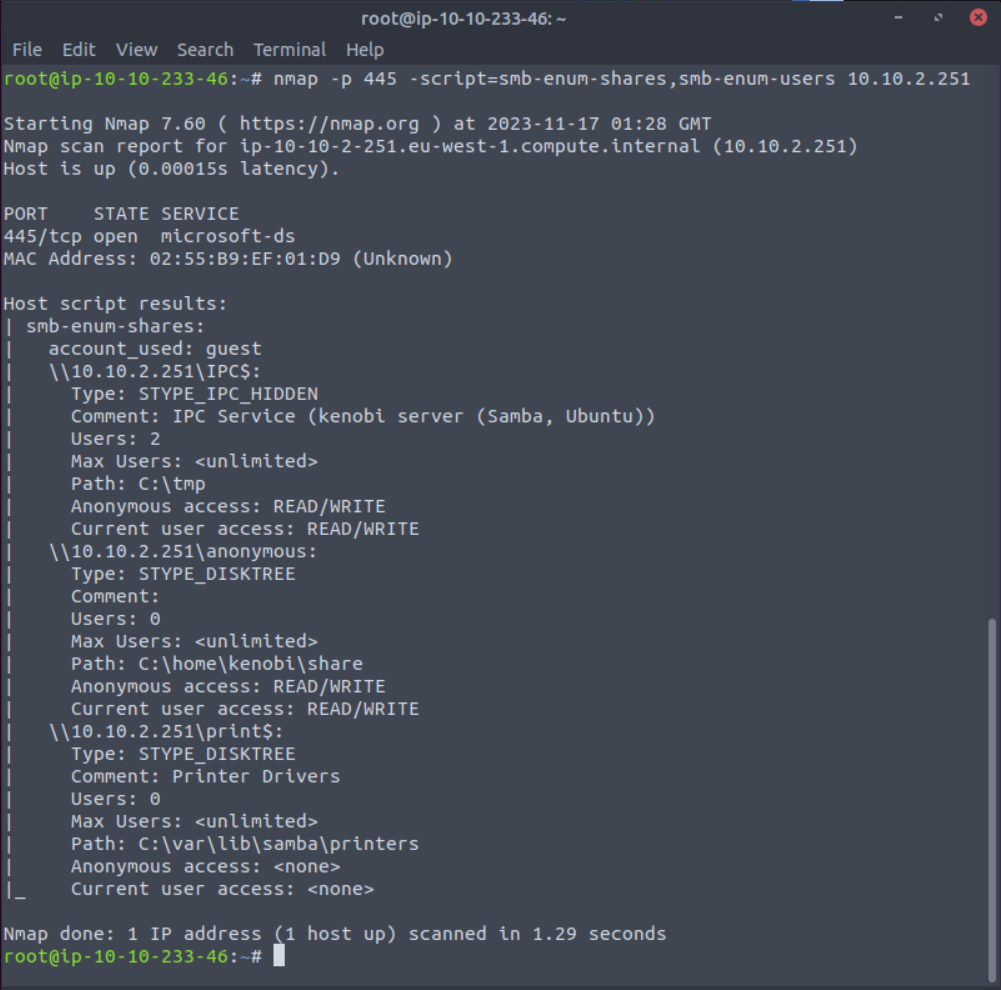 root@ip-10-10-233-46: ~
File Edit View Search Terminal Help
root@ip-10-10-233-46:~# nmap -p 445 -script=smb-enum-shares,smb-enum-users 10.10.2.251

Starting Nmap 7.60 ( https://nmap.org ) at 2023-11-17 01:28 GMT
Nmap scan report for ip-10-10-2-251.eu-west-1.compute.internal (10.10.2.251)
Host is up (0.00015s latency).

PORT    STATE SERVICE
445/tcp open  microsoft-ds
MAC Address: 02:55:B9:EF:01:D9 (Unknown)

Host script results:
| smb-enum-shares:
|   account_used: guest
|   \\10.10.2.251\IPC$:
|     Type: STYPE_IPC_HIDDEN
|     Comment: IPC Service (kenobi server (Samba, Ubuntu))
|     Users: 2
|     Max Users: <unlimited>
|     Path: C:\tmp
|     Anonymous access: READ/WRITE
|     Current user access: READ/WRITE
|   \\10.10.2.251\anonymous:
|     Type: STYPE_DISKTREE
|     Comment:
|     Users: 0
|     Max Users: <unlimited>
|     Path: C:\home\kenobi\share
|     Anonymous access: READ/WRITE
|     Current user access: READ/WRITE
|   \\10.10.2.251\print$:
|     Type: STYPE_DISKTREE
|     Comment: Printer Drivers
|     Users: 0
|     Max Users: <unlimited>
|     Path: C:\var\lib\samba\printers
|     Anonymous access: <none>
|_    Current user access: <none>

Nmap done: 1 IP address (1 host up) scanned in 1.29 seconds
root@ip-10-10-233-46:~#